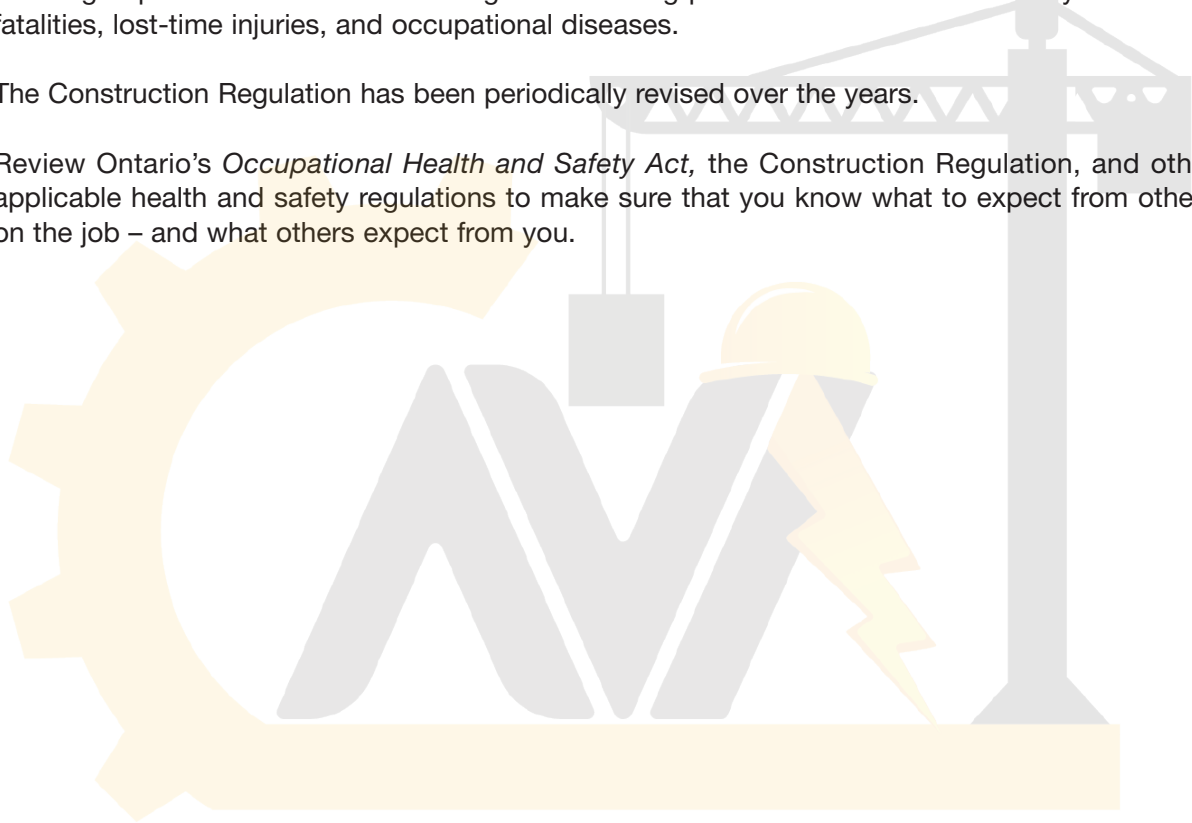 fatalities, lost-time injuries, and occupational diseases.
The Construction Regulation has been periodically revised over the years.
Review Ontario's Occupational Health and Safety Act, the Construction Regulation, and oth
applicable health and safety regulations to make sure that you know what to expect from othe
on the job – and what others expect from you.